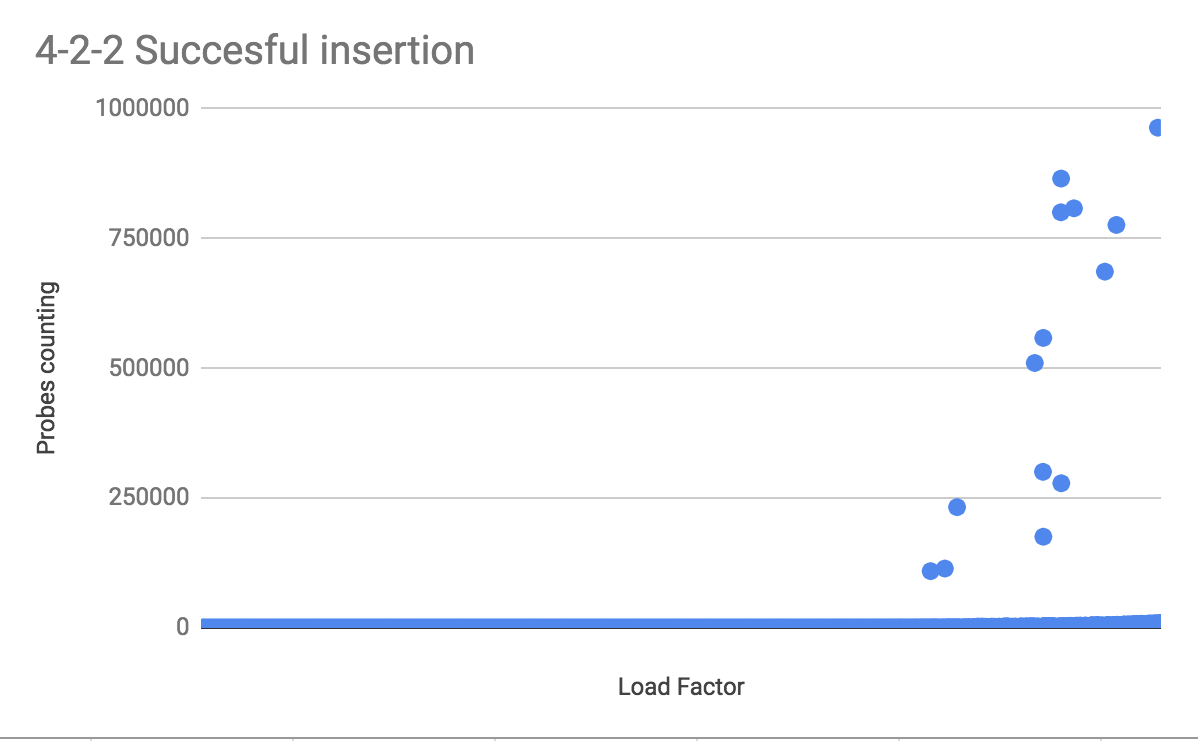 4-2-2 Succesful insertion
1000000
750000
500000
250000
0
Probes counting
Load Factor